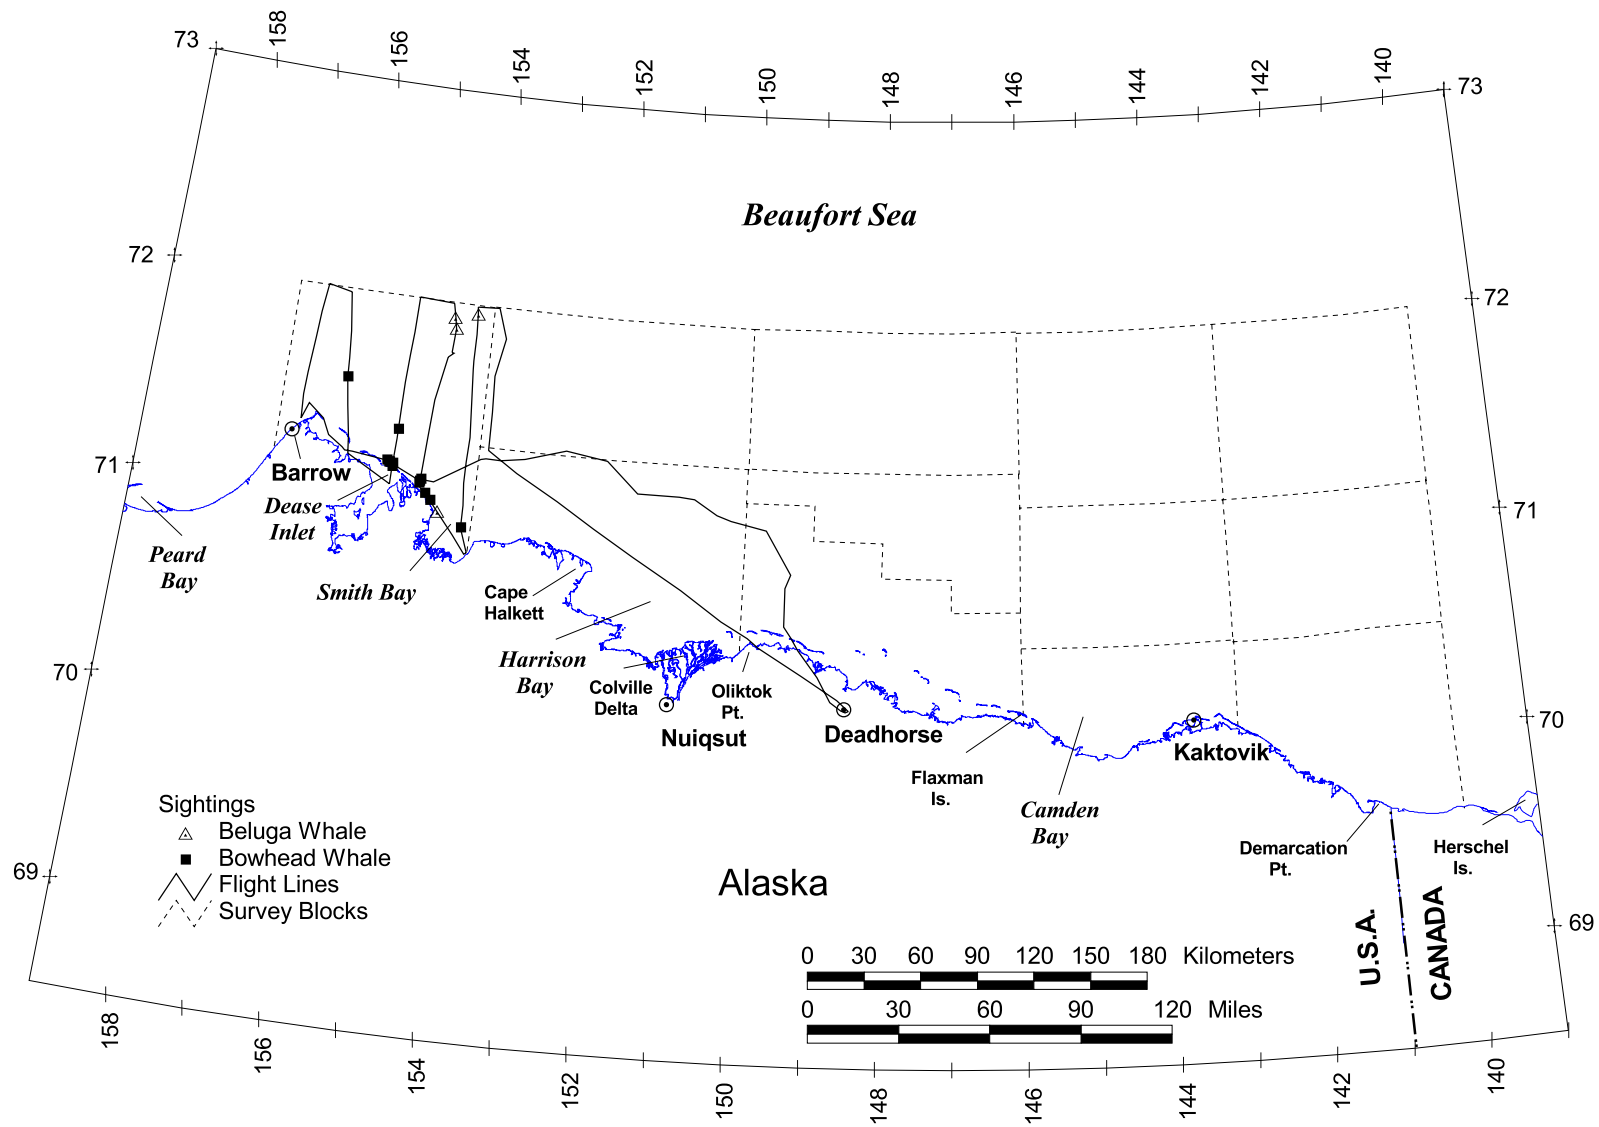 158
156
154
152
150
148
146
144
142
140
73
73
Beaufort Sea
72
72
71
71
Barrow
Dease
Inlet
Peard
Bay
Smith Bay
Cape
Halkett
Harrison
Bay
Colville
Delta
Oliktok
Pt.
Nuiqsut
Deadhorse
Flaxman
Is.
Camden
Bay
Kaktovik
Demarcation
Pt.
Herschel
Is.
70
70
Sightings
Beluga Whale
Bowhead Whale
Flight Lines
Survey Blocks
69
69
Alaska
U.S.A.
CANADA
0 30 60 90 120 150 180 Kilometers
0 30 60 90 120 Miles
158
156
154
152
150
148
146
144
142
140